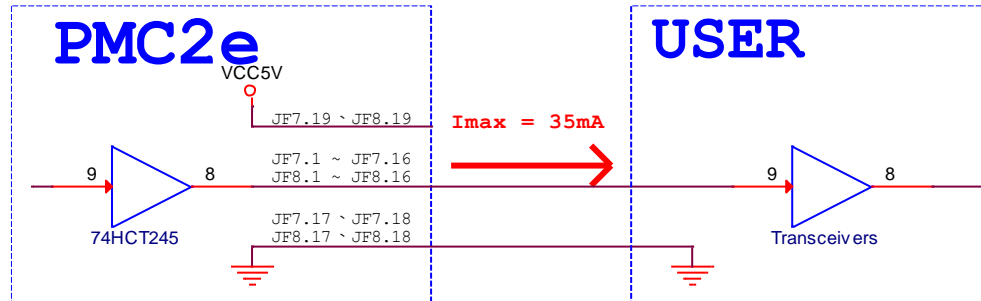 PMC2e
USER
VCC5V
JF7.19、JF8.19
Imax = 35mA
JF7.1 ~ JF7.16
JF8.1 ~ JF8.16
9
8
9
8
JF7.17、JF7.18
JF8.17、JF8.18
74HCT245
Transceivers